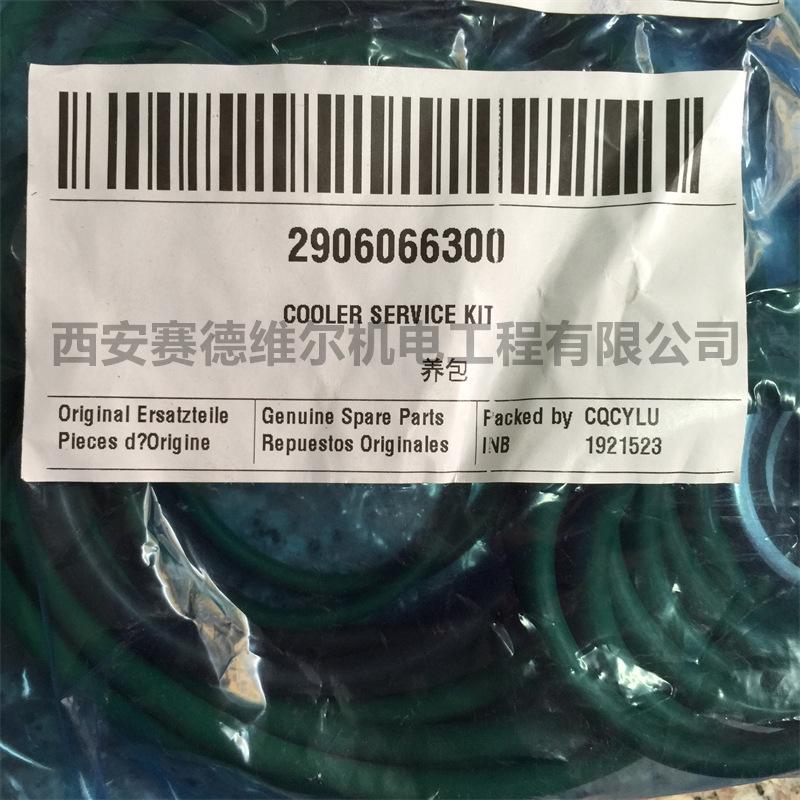 2906066300
COOLER SERVICE KIT
西安赛德维尔机电工程有限公司
养包
Original Ersatzteile
Pieces d?Origine
Genuine Spare Parts
Repuestos Originales
Packed by CQCYLU
INB 1921523